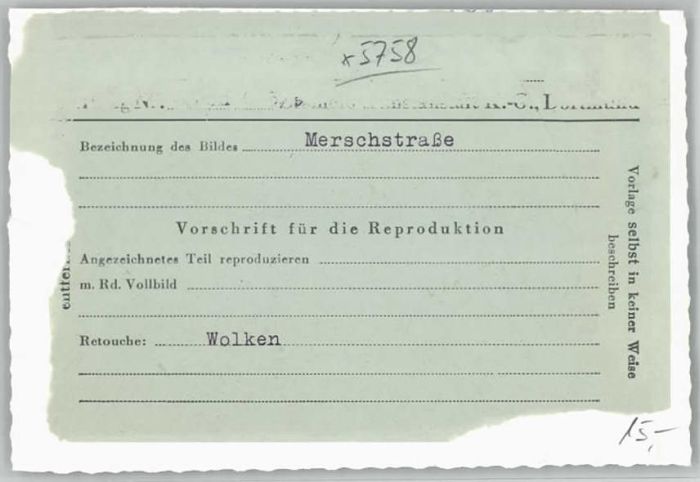 x5758
K.-G., Dortmund
Bezeichnung des Bildes Merschstraße
Vorschrift für die Reproduktion
Angezeichnetes Teil reproduzieren
m. Rd. Vollbild
Retouche: Wolken
Vorlage selbst in keiner Weise
beschreiben
15,-